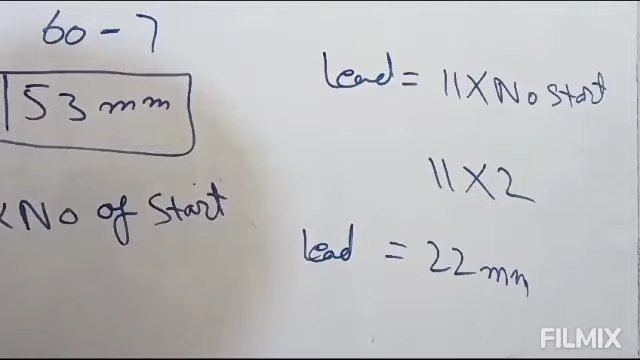 60 - 7
53 mm
x No of Start
Lead = 11 X No Start
11 X 2
Lead = 22 mm
FILMIX